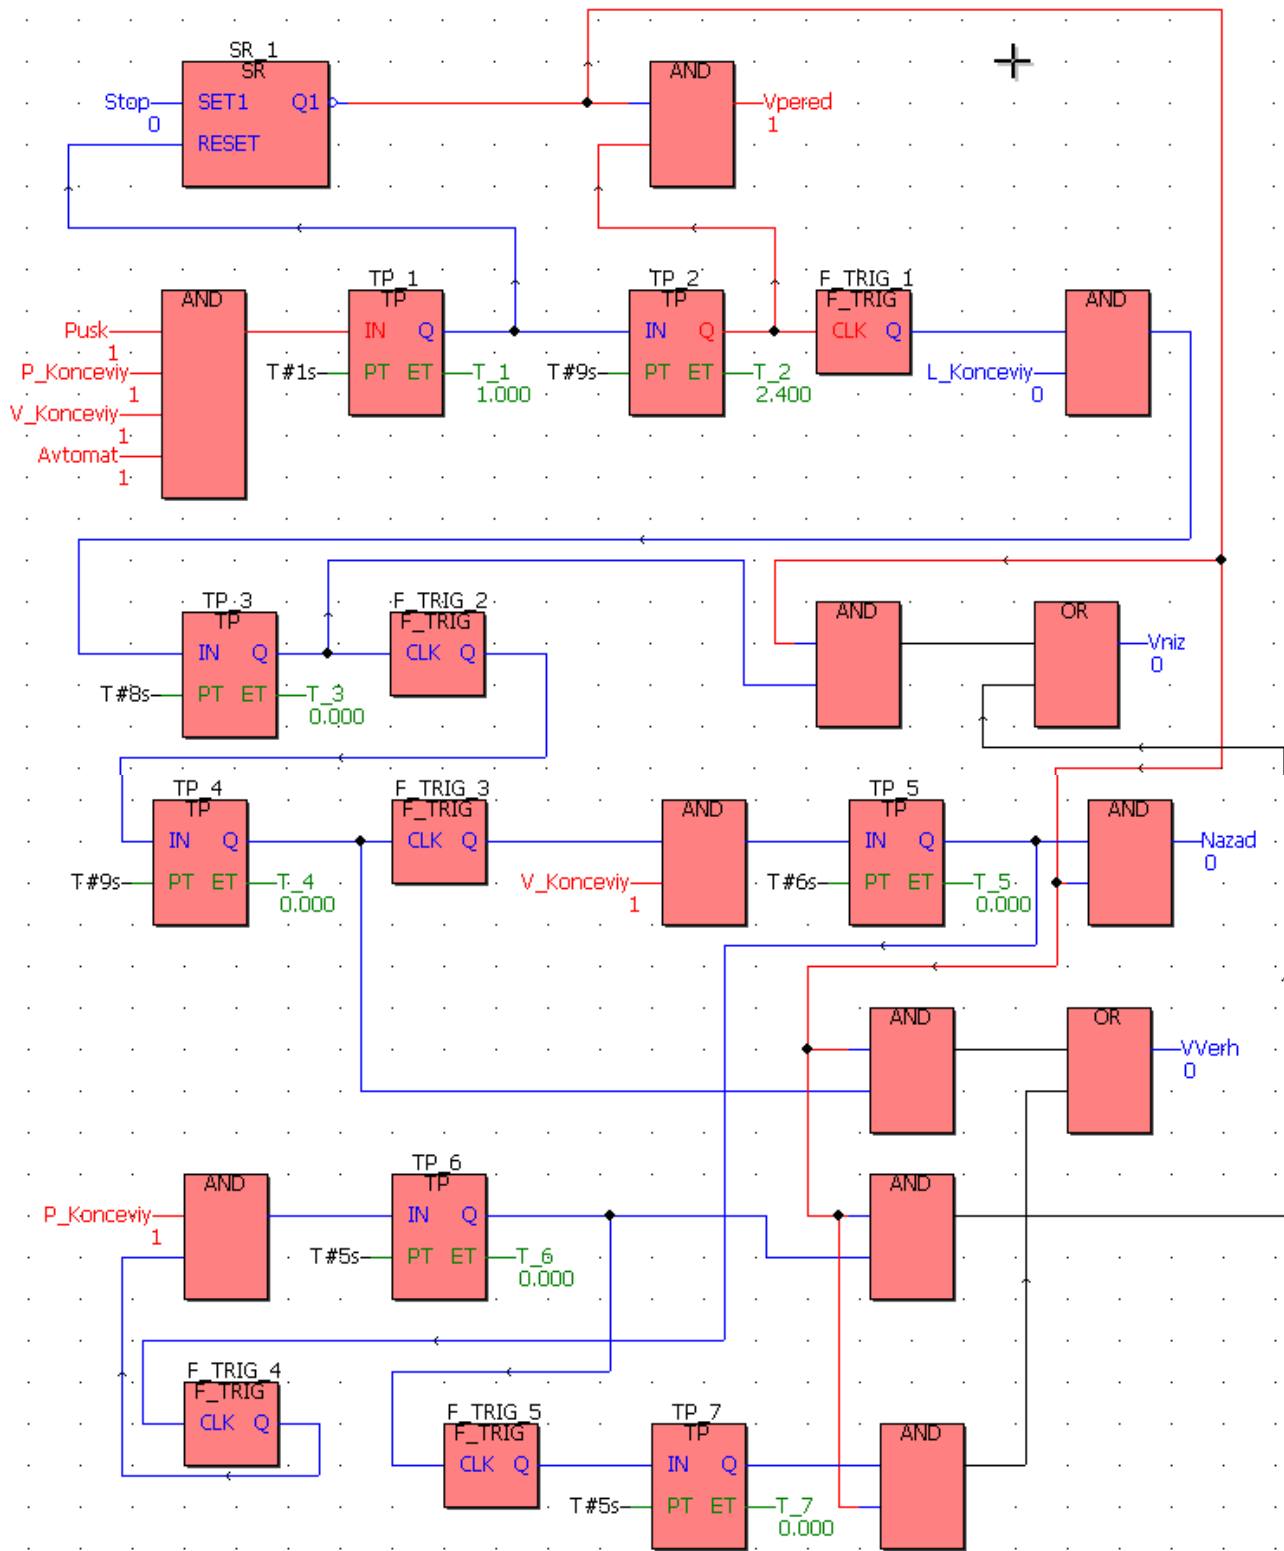 SR_1
SR
Stop
0
SET1 Q1
RESET
AND
Vpered
1
AND
Pusk
1
P_Konceviy
1
V_Konceviy
1
Avtomat
1
TP_1
TP
IN Q
T#1s
PT ET
T_1
1.000
TP_2
TP
IN Q
T#9s
PT ET
T_2
2.400
F_TRIG_1
F_TRIG
CLK Q
AND
L_Konceviy
0
TP_3
TP
IN Q
T#8s
PT ET
T_3
0.000
F_TRIG_2
F_TRIG
CLK Q
AND
OR
Vniz
0
TP_4
TP
IN Q
T#9s
PT ET
T_4
0.000
F_TRIG_3
F_TRIG
CLK Q
AND
V_Konceviy
1
TP_5
TP
IN Q
T#6s
PT ET
T_5
0.000
AND
Nazad
0
AND
OR
VVerh
0
AND
P_Konceviy
1
TP_6
TP
IN Q
T#5s
PT ET
T_6
0.000
AND
F_TRIG_4
F_TRIG
CLK Q
F_TRIG_5
F_TRIG
CLK Q
TP_7
TP
IN Q
T#5s
PT ET
T_7
0.000
AND